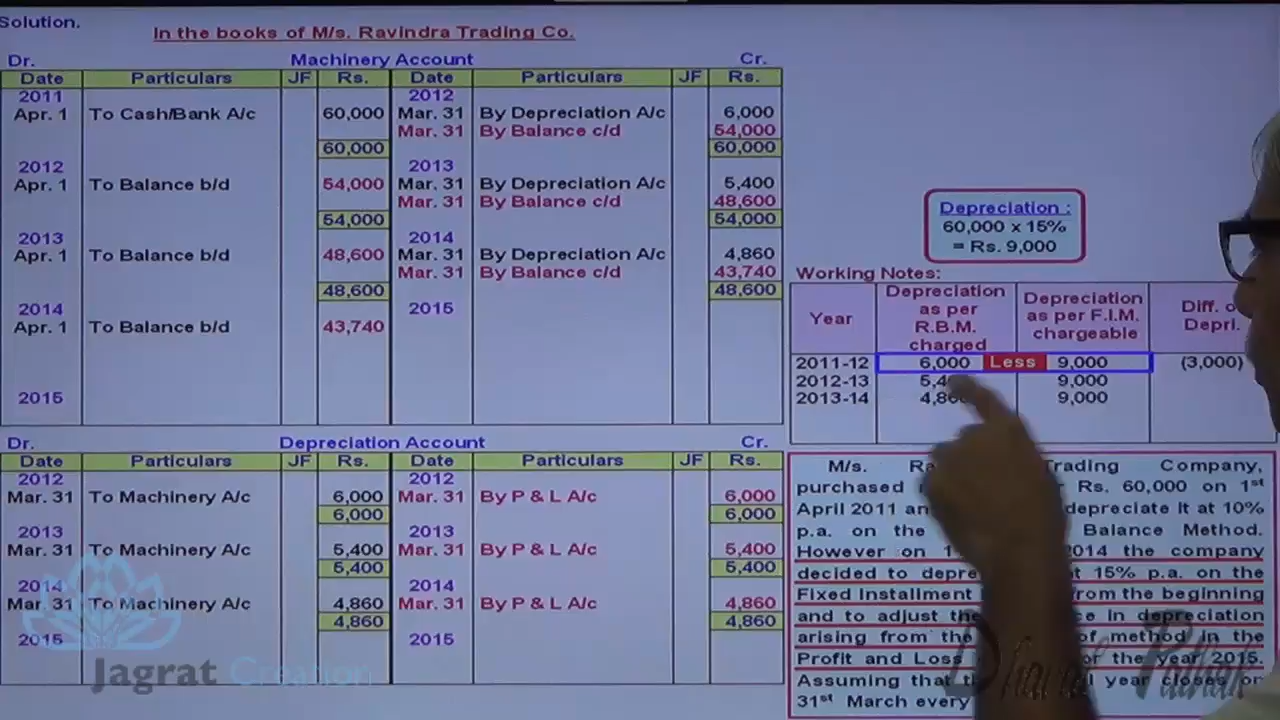 Solution.
In the books of M/s. Ravindra Trading Co.
Dr. Machinery Account Cr.
Date Particulars JF Rs. Date Particulars JF Rs.
2011 2012
Apr. 1 To Cash/Bank A/c 60,000 Mar. 31 By Depreciation A/c 6,000
Mar. 31 By Balance c/d 54,000
60,000 60,000
2012 2013
Apr. 1 To Balance b/d 54,000 Mar. 31 By Depreciation A/c 5,400
Mar. 31 By Balance c/d 48,600
54,000 54,000
2013 2014
Apr. 1 To Balance b/d 48,600 Mar. 31 By Depreciation A/c 4,860
Mar. 31 By Balance c/d 43,740
48,600 48,600
2014 2015
Apr. 1 To Balance b/d 43,740
2015
Dr. Depreciation Account Cr.
Date Particulars JF Rs. Date Particulars JF Rs.
2012 2012
Mar. 31 To Machinery A/c 6,000 Mar. 31 By P & L A/c 6,000
6,000 6,000
2013 2013
Mar. 31 To Machinery A/c 5,400 Mar. 31 By P & L A/c 5,400
5,400 5,400
2014 2014
Mar. 31 To Machinery A/c 4,860 Mar. 31 By P & L A/c 4,860
4,860 4,860
2015 2015
Depreciation :
60,000 x 15%
= Rs. 9,000
Working Notes:
Year Depreciation as per R.B.M. charged Depreciation as per F.I.M. chargeable Diff. Depri.
2011-12 6,000 Less 9,000 (3,000)
2012-13 9,000
2013-14 9,000
M/s. Trading Company,
purchased Rs. 60,000 on 1st
April 2011 depreciate it at 10%
p.a. on the Balance Method.
However on 2014 the company
decided to 15% p.a. on the
Fixed Installment from the beginning
and to adjust the in depreciation
arising from the of method in the
Profit and Loss of the year 2015.
Assuming that year closes on
31st March every
Jagrat Creation
Dhaval Pathak